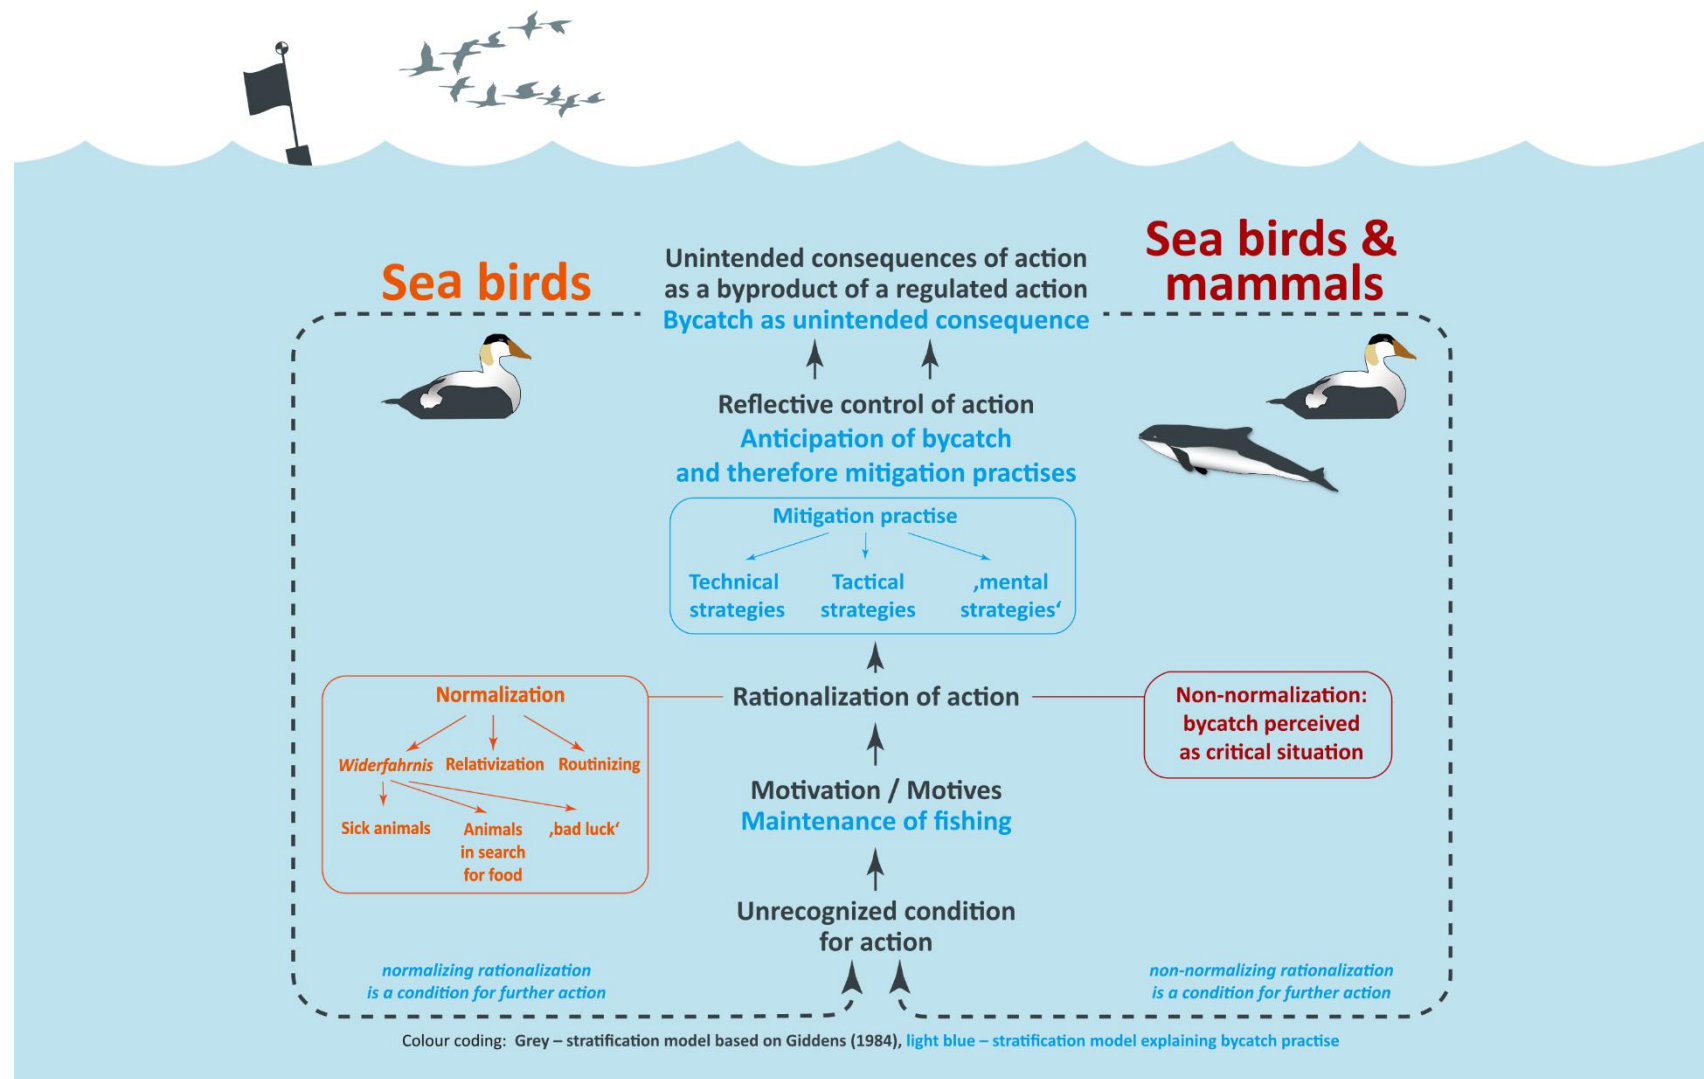 Sea birds
Sea birds &
mammals
Unintended consequences of action
as a byproduct of a regulated action
Bycatch as unintended consequence
Reflective control of action
Anticipation of bycatch
and therefore mitigation practises
Mitigation practise
Technical
strategies
Tactical
strategies
‚mental
strategies‘
Rationalization of action
Normalization
Widerfahrnis
Relativization
Routinizing
Sick animals
Animals
in search
for food
‚bad luck‘
Non-normalization:
bycatch perceived
as critical situation
Motivation / Motives
Maintenance of fishing
Unrecognized condition
for action
normalizing rationalization
is a condition for further action
non-normalizing rationalization
is a condition for further action
Colour coding: Grey – stratification model based on Giddens (1984), light blue – stratification model explaining bycatch practise